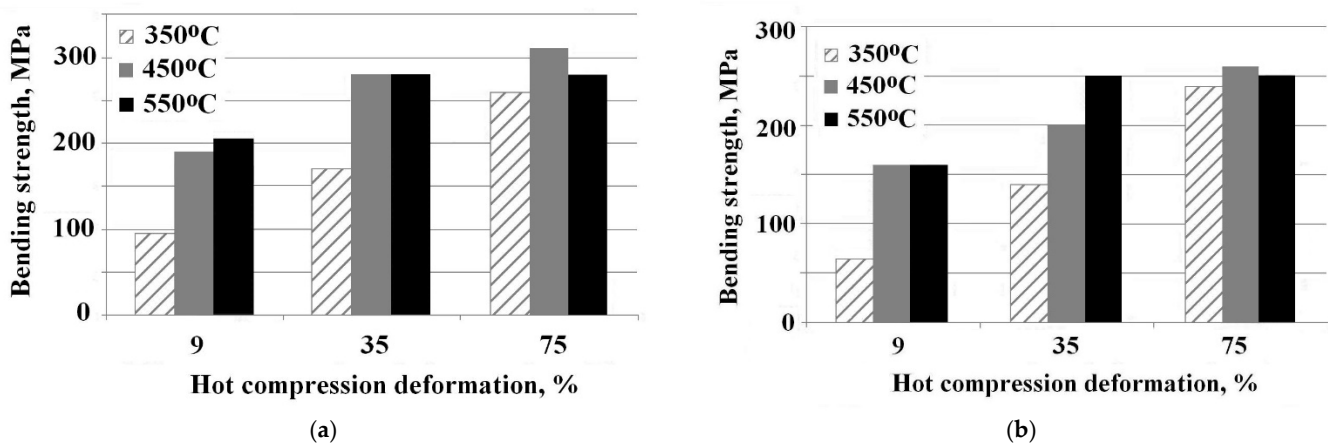 (a)
350ºC
450ºC
550ºC
300
200
100
0
Bending strength, MPa
9 35 75
Hot compression deformation, %
(a)
(b)
350ºC
450ºC
550ºC
300
200
100
0
Bending strength, MPa
9 35 75
Hot compression deformation, %
(b)